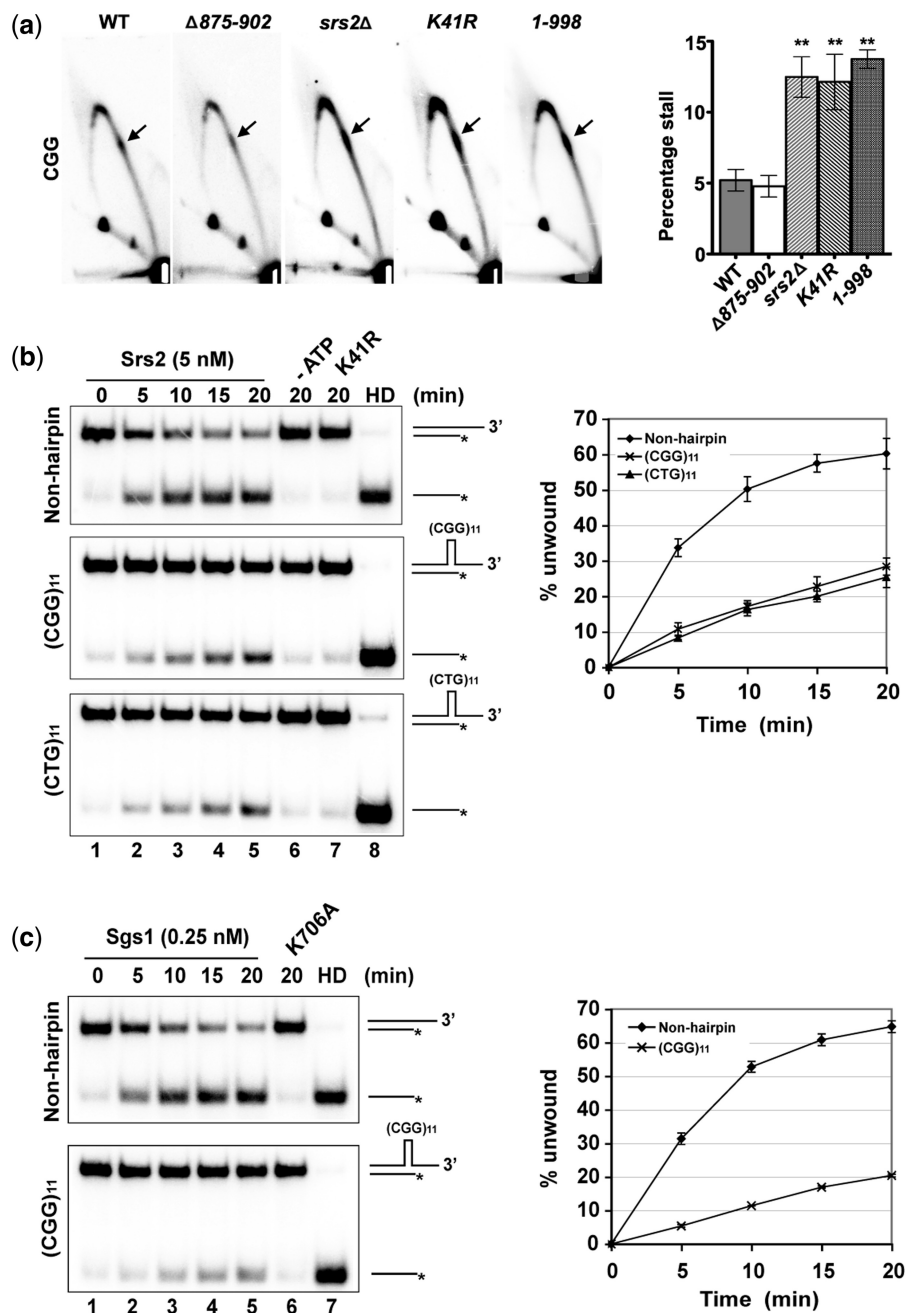 (a)
WT Δ875-902 srs2Δ K41R 1-998
CGG
Percentage stall
15
10
5
0
WT
Δ875-902
srs2Δ
K41R
1-998
** ** **
(b)
Srs2 (5 nM)
- ATP
K41R
0 5 10 15 20 20 20 HD (min)
Non-hairpin
3'
*
*
(CGG)11
(CGG)11
3'
*
*
(CTG)11
(CTG)11
3'
*
*
1 2 3 4 5 6 7 8
% unwound
70
60
50
40
30
20
10
0
Non-hairpin
(CGG)11
(CTG)11
0 5 10 15 20
Time (min)
(c)
Sgs1 (0.25 nM)
K706A
0 5 10 15 20 20 HD (min)
Non-hairpin
3'
*
*
(CGG)11
(CGG)11
3'
*
*
1 2 3 4 5 6 7
% unwound
70
60
50
40
30
20
10
0
Non-hairpin
(CGG)11
0 5 10 15 20
Time (min)